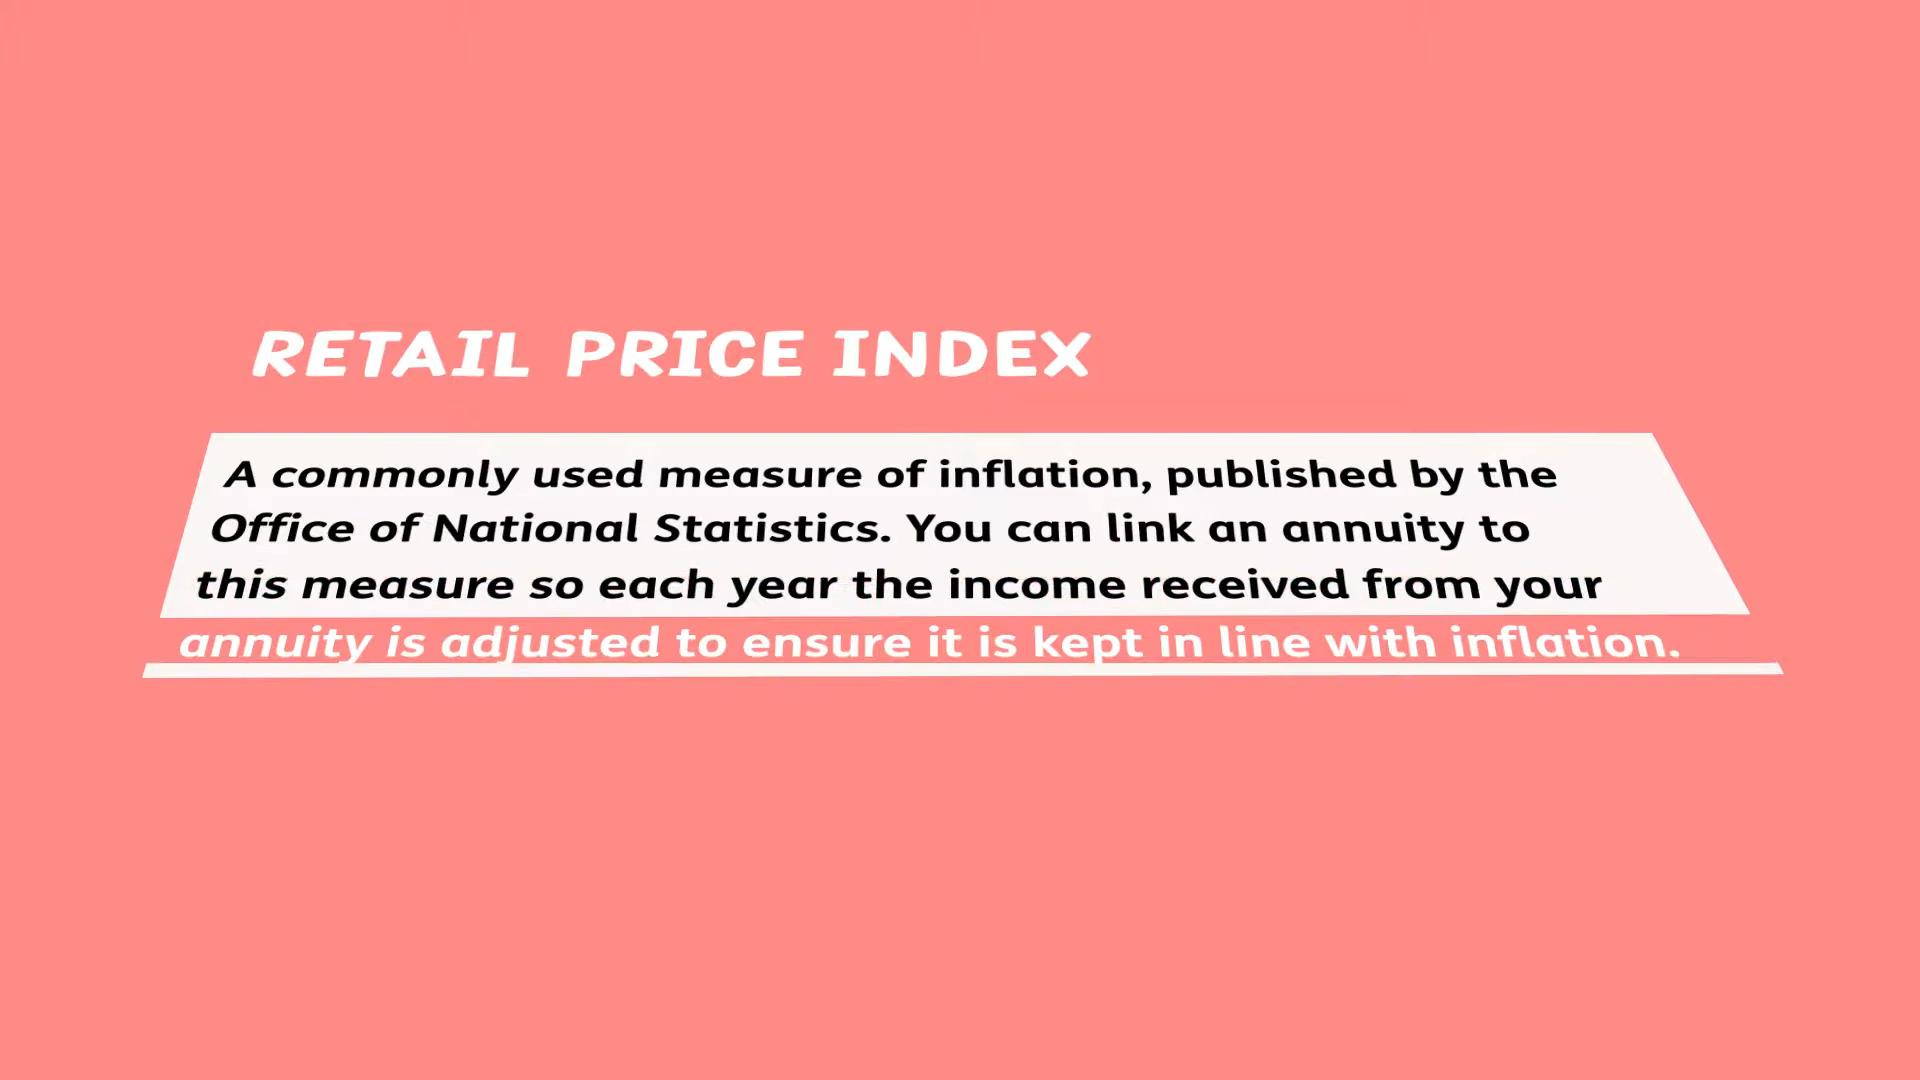 RETAIL PRICE INDEX
A commonly used measure of inflation, published by the
Office of National Statistics. You can link an annuity to
this measure so each year the income received from your
annuity is adjusted to ensure it is kept in line with inflation.